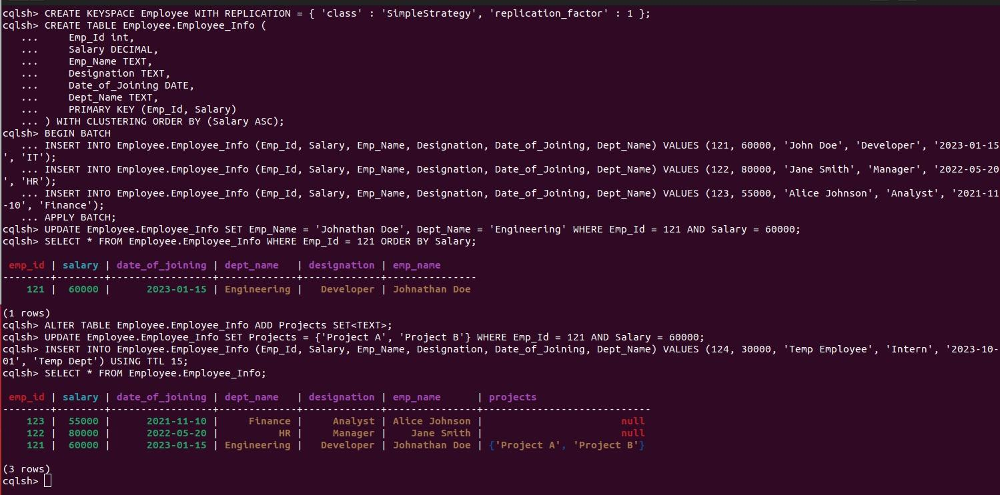 cqlsh> CREATE KEYSPACE Employee WITH REPLICATION = { 'class' : 'SimpleStrategy', 'replication_factor' : 1 };
cqlsh> CREATE TABLE Employee.Employee_Info (
   ...     Emp_Id int,
   ...     Salary DECIMAL,
   ...     Emp_Name TEXT,
   ...     Designation TEXT,
   ...     Date_of_Joining DATE,
   ...     Dept_Name TEXT,
   ...     PRIMARY KEY (Emp_Id, Salary)
   ... ) WITH CLUSTERING ORDER BY (Salary ASC);
cqlsh> BEGIN BATCH
   ... INSERT INTO Employee.Employee_Info (Emp_Id, Salary, Emp_Name, Designation, Date_of_Joining, Dept_Name) VALUES (121, 60000, 'John Doe', 'Developer', '2023-01-15
', 'IT');
   ... INSERT INTO Employee.Employee_Info (Emp_Id, Salary, Emp_Name, Designation, Date_of_Joining, Dept_Name) VALUES (122, 80000, 'Jane Smith', 'Manager', '2022-05-20
', 'HR');
   ... INSERT INTO Employee.Employee_Info (Emp_Id, Salary, Emp_Name, Designation, Date_of_Joining, Dept_Name) VALUES (123, 55000, 'Alice Johnson', 'Analyst', '2021-11
-10', 'Finance');
   ... APPLY BATCH;
cqlsh> UPDATE Employee.Employee_Info SET Emp_Name = 'Johnathan Doe', Dept_Name = 'Engineering' WHERE Emp_Id = 121 AND Salary = 60000;
cqlsh> SELECT * FROM Employee.Employee_Info WHERE Emp_Id = 121 ORDER BY Salary;

 emp_id | salary | date_of_joining | dept_name   | designation | emp_name
--------+--------+-----------------+-------------+-------------+---------------
    121 |  60000 |      2023-01-15 | Engineering |   Developer | Johnathan Doe

(1 rows)
cqlsh> ALTER TABLE Employee.Employee_Info ADD Projects SET<TEXT>;
cqlsh> UPDATE Employee.Employee_Info SET Projects = {'Project A', 'Project B'} WHERE Emp_Id = 121 AND Salary = 60000;
cqlsh> INSERT INTO Employee.Employee_Info (Emp_Id, Salary, Emp_Name, Designation, Date_of_Joining, Dept_Name) VALUES (124, 30000, 'Temp Employee', 'Intern', '2023-10-
01', 'Temp Dept') USING TTL 15;
cqlsh> SELECT * FROM Employee.Employee_Info;

 emp_id | salary | date_of_joining | dept_name   | designation | emp_name      | projects
--------+--------+-----------------+-------------+-------------+---------------+----------------------------
    123 |  55000 |      2021-11-10 |     Finance |     Analyst | Alice Johnson |                       null
    122 |  80000 |      2022-05-20 |          HR |     Manager |    Jane Smith |                       null
    121 |  60000 |      2023-01-15 | Engineering |   Developer | Johnathan Doe | {'Project A', 'Project B'}

(3 rows)
cqlsh>